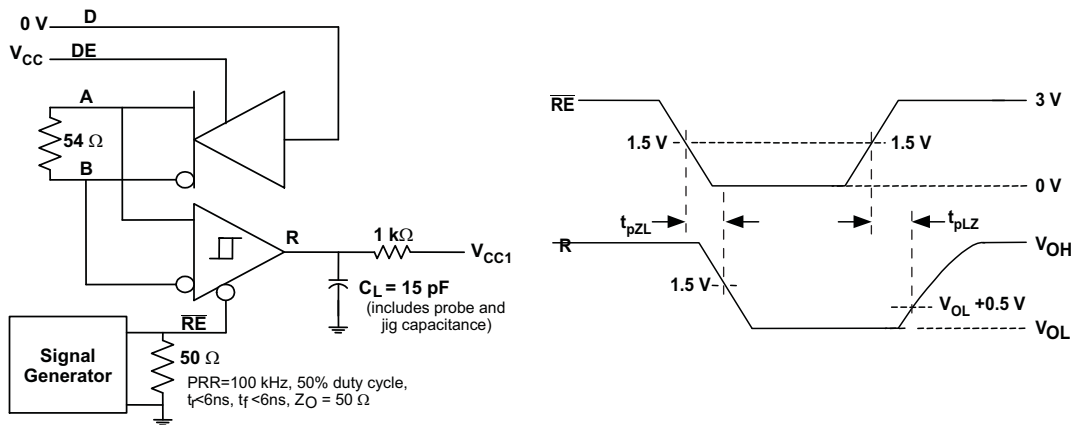 0 V D
V_CC DE
A
54 Ω
B
R
1 kΩ
V_CC1
C_L = 15 pF
(includes probe and
jig capacitance)
R̅E̅
Signal
Generator
50 Ω
PRR=100 kHz, 50% duty cycle,
t_r<6ns, t_f <6ns, Z_O = 50 Ω
R̅E̅
3 V
1.5 V
1.5 V
0 V
t_pZL
t_pLZ
R
V_OH
1.5 V
V_OL +0.5 V
V_OL